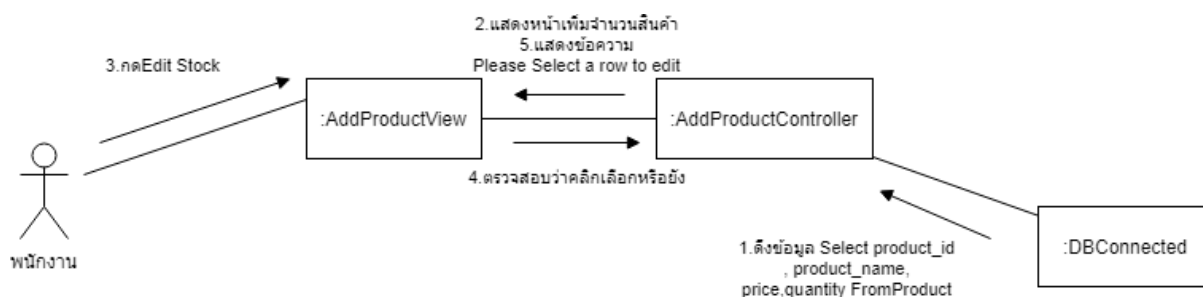 2.แสดงหน้าเพิ่มจำนวนสินค้า
5.แสดงข้อความ
Please Select a row to edit
3.กดEdit Stock
:AddProductView
:AddProductController
4.ตรวจสอบว่าคลิกเลือกหรือยัง
พนักงาน
1.ดึงข้อมูล Select product_id
, product_name,
price,quantity FromProduct
:DBConnected